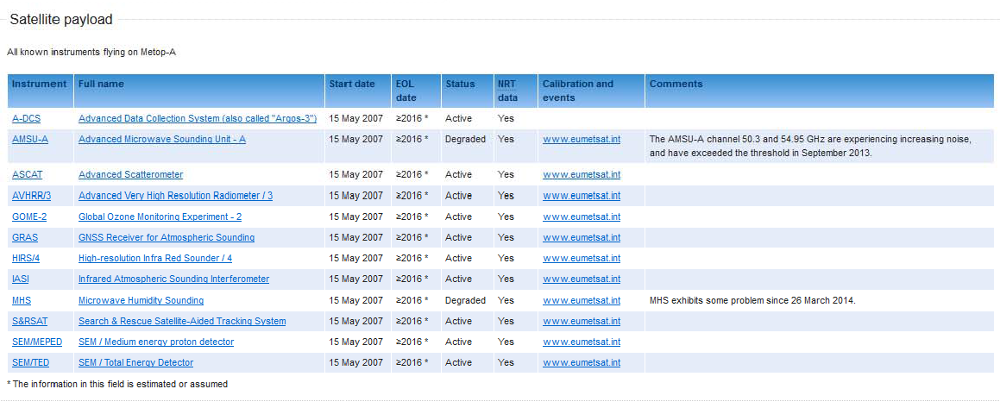 Satellite payload
All known instruments flying on Metop-A
Instrument Full name Start date EOL date Status NRT data Calibration and events Comments
A-DCS Advanced Data Collection System (also called "Argos-3") 15 May 2007 ≥2016 * Active Yes
AMSU-A Advanced Microwave Sounding Unit - A 15 May 2007 ≥2016 * Degraded Yes www.eumetsat.int The AMSU-A channel 50.3 and 54.95 GHz are experiencing increasing noise,
and have exceeded the threshold in September 2013.
ASCAT Advanced Scatterometer 15 May 2007 ≥2016 * Active Yes www.eumetsat.int
AVHRR/3 Advanced Very High Resolution Radiometer / 3 15 May 2007 ≥2016 * Active Yes www.eumetsat.int
GOME-2 Global Ozone Monitoring Experiment - 2 15 May 2007 ≥2016 * Active Yes www.eumetsat.int
GRAS GNSS Receiver for Atmospheric Sounding 15 May 2007 ≥2016 * Active Yes www.eumetsat.int
HIRS/4 High-resolution Infra Red Sounder / 4 15 May 2007 ≥2016 * Active Yes www.eumetsat.int
IASI Infrared Atmospheric Sounding Interferometer 15 May 2007 ≥2016 * Active Yes www.eumetsat.int
MHS Microwave Humidity Sounding 15 May 2007 ≥2016 * Degraded Yes www.eumetsat.int MHS exhibits some problem since 26 March 2014.
S&RSAT Search & Rescue Satellite-Aided Tracking System 15 May 2007 ≥2016 * Active Yes www.eumetsat.int
SEM/MEPED SEM / Medium energy proton detector 15 May 2007 ≥2016 * Active Yes www.eumetsat.int
SEM/TED SEM / Total Energy Detector 15 May 2007 ≥2016 * Active Yes www.eumetsat.int
* The information in this field is estimated or assumed